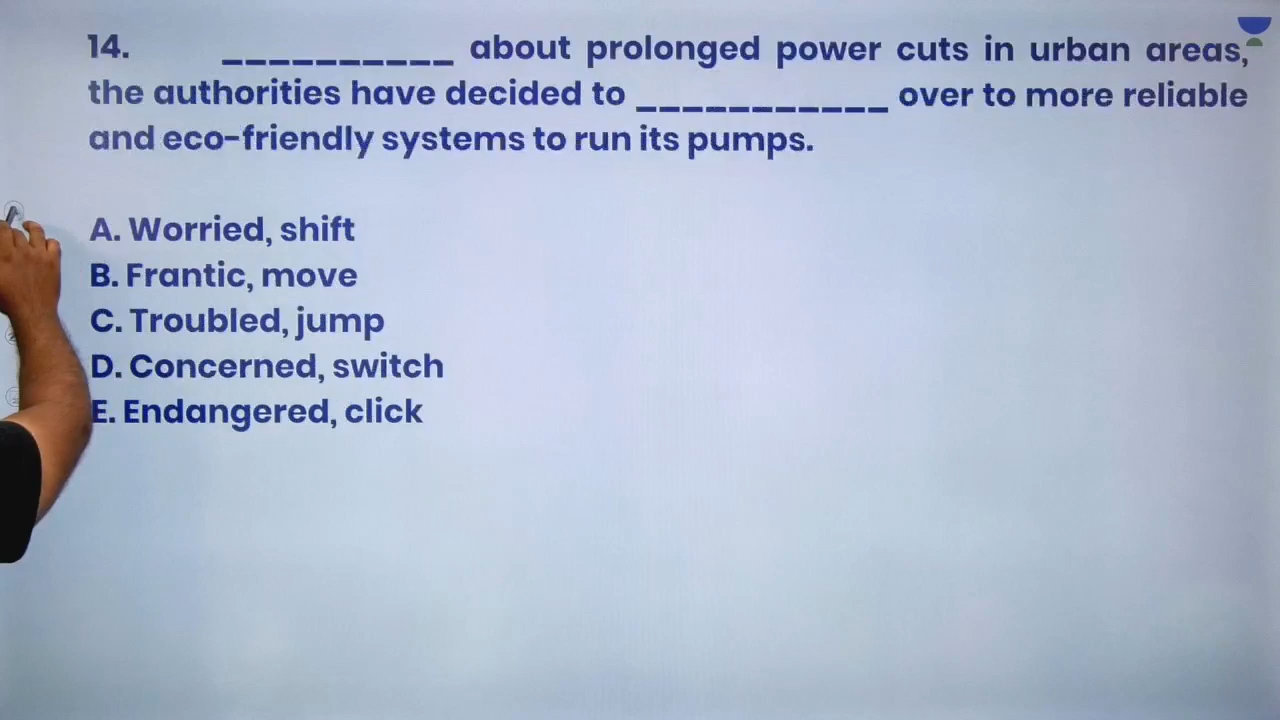 14. __________ about prolonged power cuts in urban areas,
the authorities have decided to ___________ over to more reliable
and eco-friendly systems to run its pumps.
A. Worried, shift
B. Frantic, move
C. Troubled, jump
D. Concerned, switch
E. Endangered, click